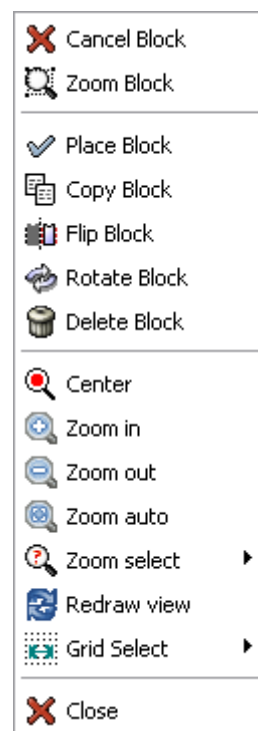 Cancel Block
Zoom Block
Place Block
Copy Block
Flip Block
Rotate Block
Delete Block
Center
Zoom in
Zoom out
Zoom auto
Zoom select
Redraw view
Grid Select
Close